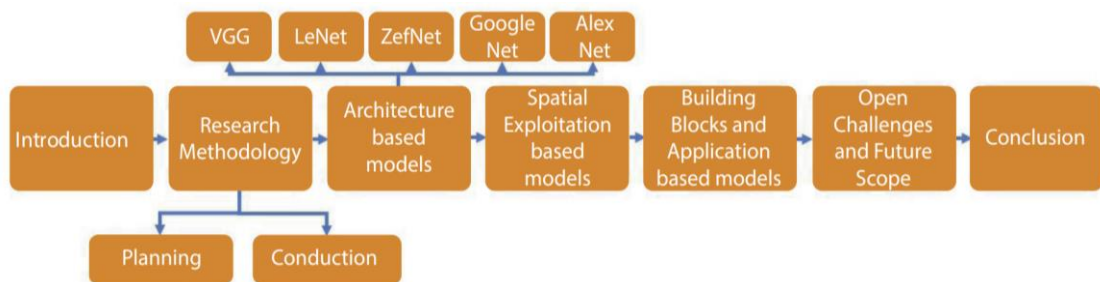 VGG
LeNet
ZefNet
Google
Net
Alex
Net
Introduction
Research
Methodology
Architecture
based
models
Spatial
Exploitation
based
models
Building
Blocks and
Application
based models
Open
Challenges
and Future
Scope
Conclusion
Planning
Conduction